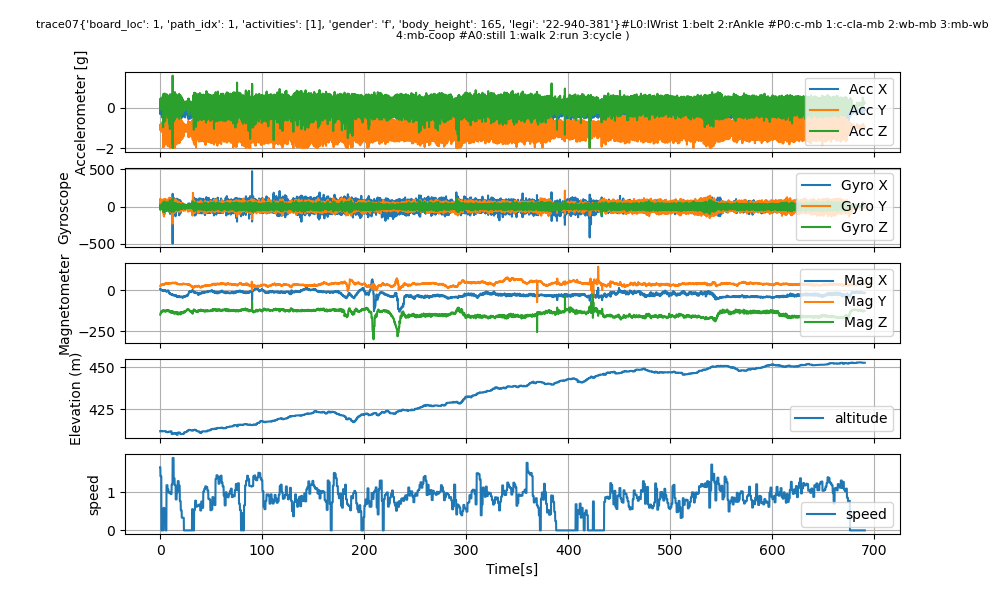 trace07{'board_loc': 1, 'path_idx': 1, 'activities': [1], 'gender': 'f', 'body_height': 165, 'legi': '22-940-381'}#L0:lWrist 1:belt 2:rAnkle #P0:c-mb 1:c-cla-mb 2:wb-mb 3:mb-wb
4:mb-coop #A0:still 1:walk 2:run 3:cycle )
Accelerometer [g]
0
−2
Acc X
Acc Y
Acc Z
Gyroscope
500
0
−500
Gyro X
Gyro Y
Gyro Z
Magnetometer
0
−250
Mag X
Mag Y
Mag Z
Elevation (m)
450
425
altitude
speed
1
0
speed
0 100 200 300 400 500 600 700
Time[s]